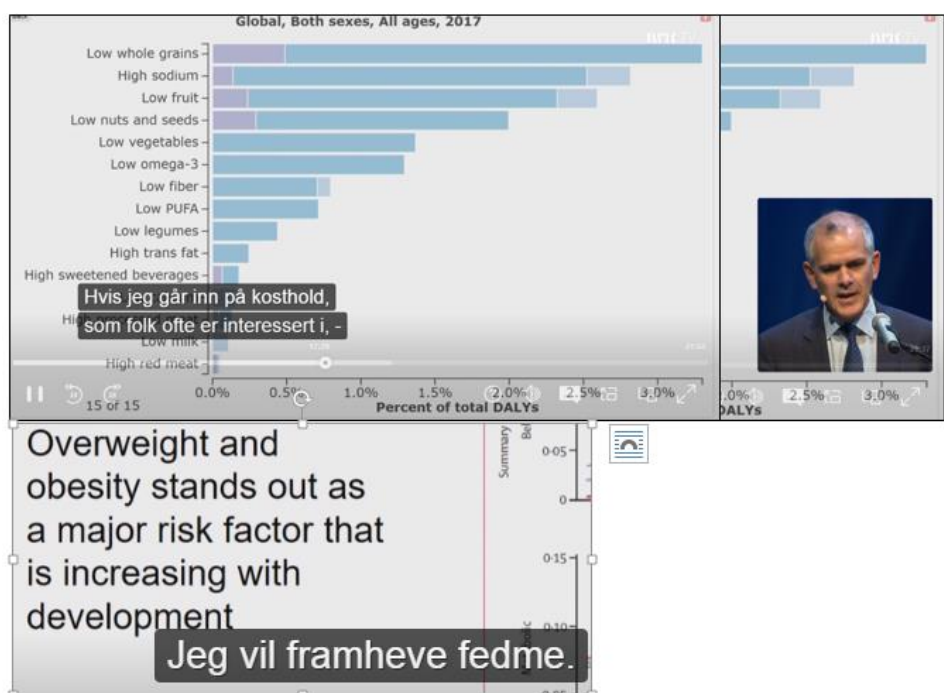 Global, Both sexes, All ages, 2017
Low whole grains
High sodium
Low fruit
Low nuts and seeds
Low vegetables
Low omega-3
Low fiber
Low PUFA
Low legumes
High trans fat
High sweetened beverages
Hvis jeg går inn på kosthold,
som folk ofte er interessert i, -
Low milk
High red meat
0.0% 0.5% 1.0% 1.5% 2.0% 2.5% 3.0%
15 of 15
Percent of total DALYs
2.5% 3.0%
DALYs
Overweight and
obesity stands out as
a major risk factor that
is increasing with
development
Summary
0·05
0
0·15
0·10
Jeg vil framheve fedme.